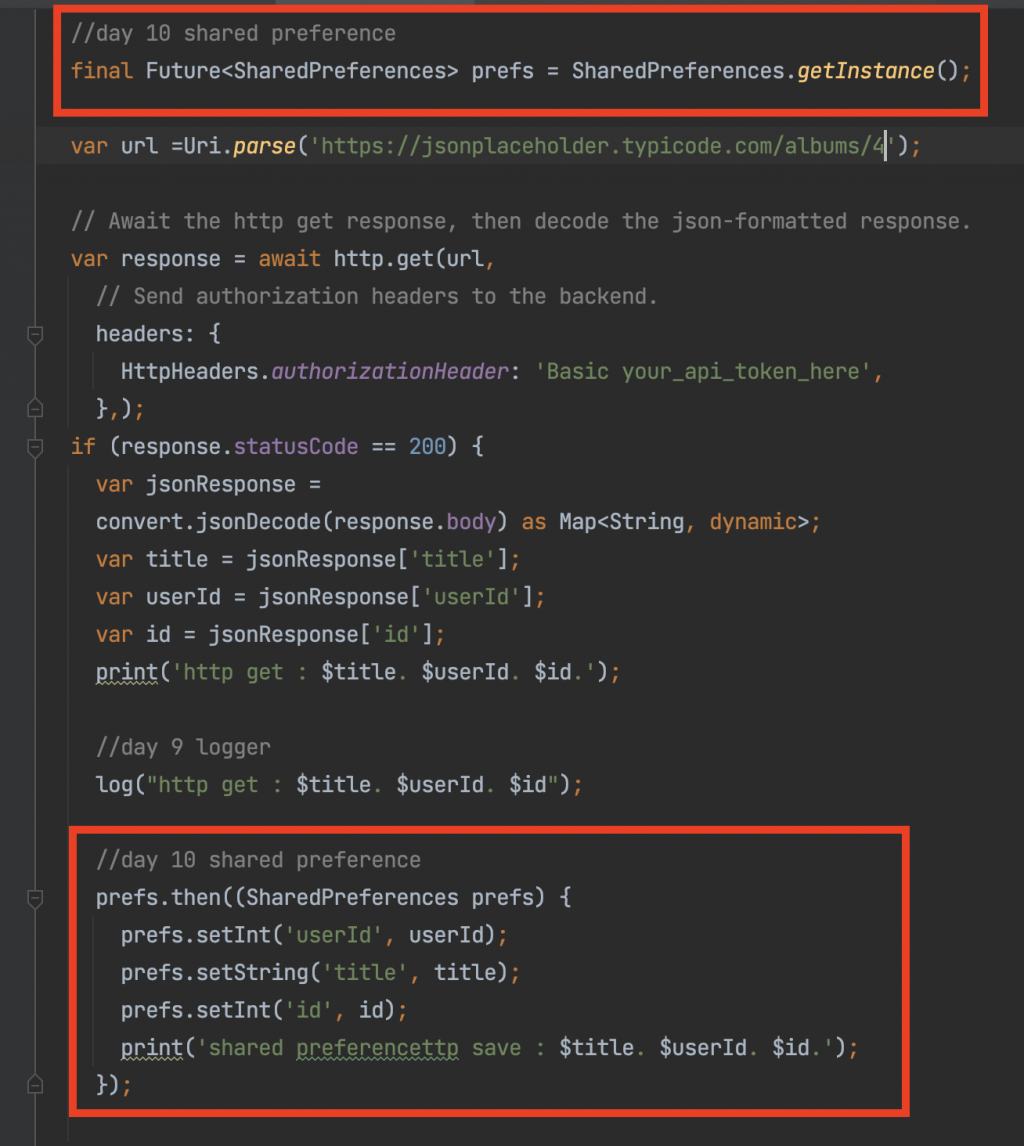 //day 10 shared preference
final Future<SharedPreferences> prefs = SharedPreferences.getInstance();
var url =Uri.parse('https://jsonplaceholder.typicode.com/albums/4');
// Await the http get response, then decode the json-formatted response.
var response = await http.get(url,
// Send authorization headers to the backend.
headers: {
HttpHeaders.authorizationHeader: 'Basic your_api_token_here',
},);
if (response.statusCode == 200) {
var jsonResponse =
convert.jsonDecode(response.body) as Map<String, dynamic>;
var title = jsonResponse['title'];
var userId = jsonResponse['userId'];
var id = jsonResponse['id'];
print('http get : $title. $userId. $id.');
//day 9 logger
log("http get : $title. $userId. $id");
//day 10 shared preference
prefs.then((SharedPreferences prefs) {
prefs.setInt('userId', userId);
prefs.setString('title', title);
prefs.setInt('id', id);
print('shared preferencettp save : $title. $userId. $id.');
});